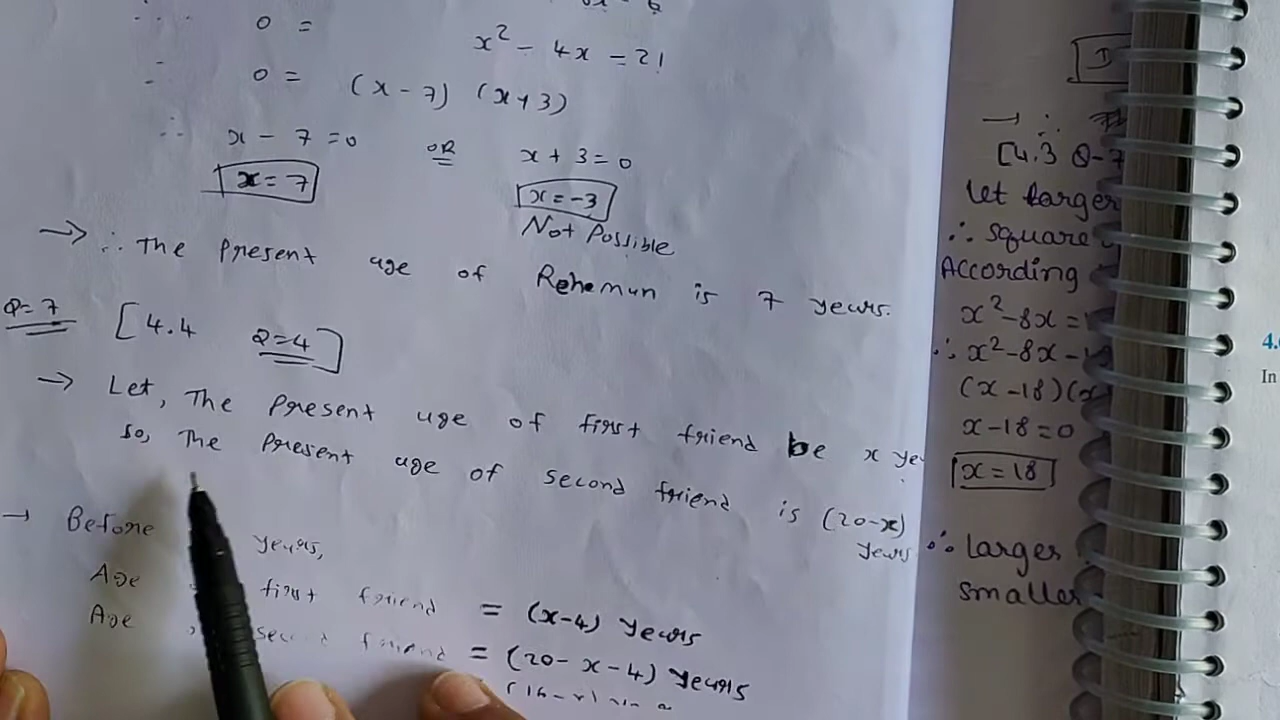 0 =
x² - 4x = 21
0 = (x - 7) (x + 3)
x - 7 = 0 OR x + 3 = 0
x = 7 x = -3
Not Possible
→ ∴ The present age of Rehemun is 7 years.
Q=7 [4.4 Q=4]
→ Let, The present age of first friend be x ye
so, The present age of second friend is (20-x)
years
→ Before years,
Age first friend = (x-4) years
Age friend = (20-x-4) years
→ ∴
[4.3 Q-7
Let larger
∴ square
According
x²-8x =
∴ x²-8x -
(x-18)(x
x-18=0
x = 18
∴ larger
smaller
4.
In